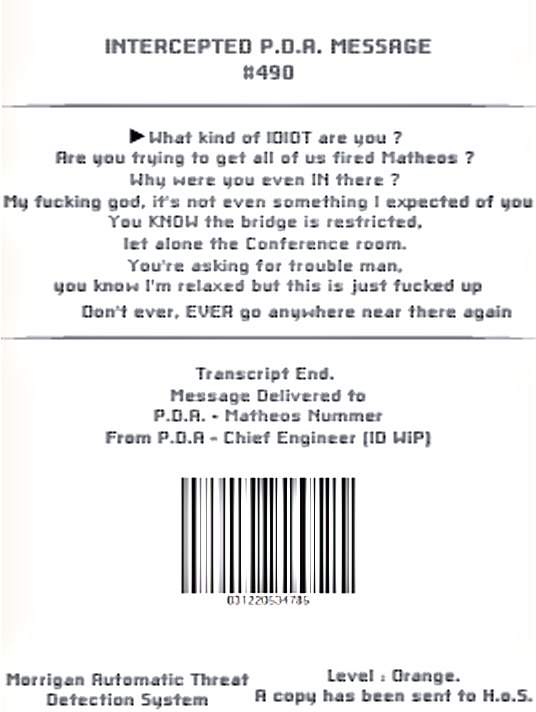 INTERCEPTED P.D.A. MESSAGE
#490
►What kind of IDIOT are you ?
Are you trying to get all of us fired Matheos ?
Why were you even IN there ?
My fucking god, it's not even something I expected of you
You KNOW the bridge is restricted,
let alone the Conference room.
You're asking for trouble man,
you know I'm relaxed but this is just fucked up
Don't ever, EVER go anywhere near there again
Transcript End.
Message Delivered to
P.D.A. - Matheos Nummer
From P.D.A - Chief Engineer (ID WiP)
Morrigan Automatic Threat
Detection System
Level : Orange.
A copy has been sent to H.o.S.